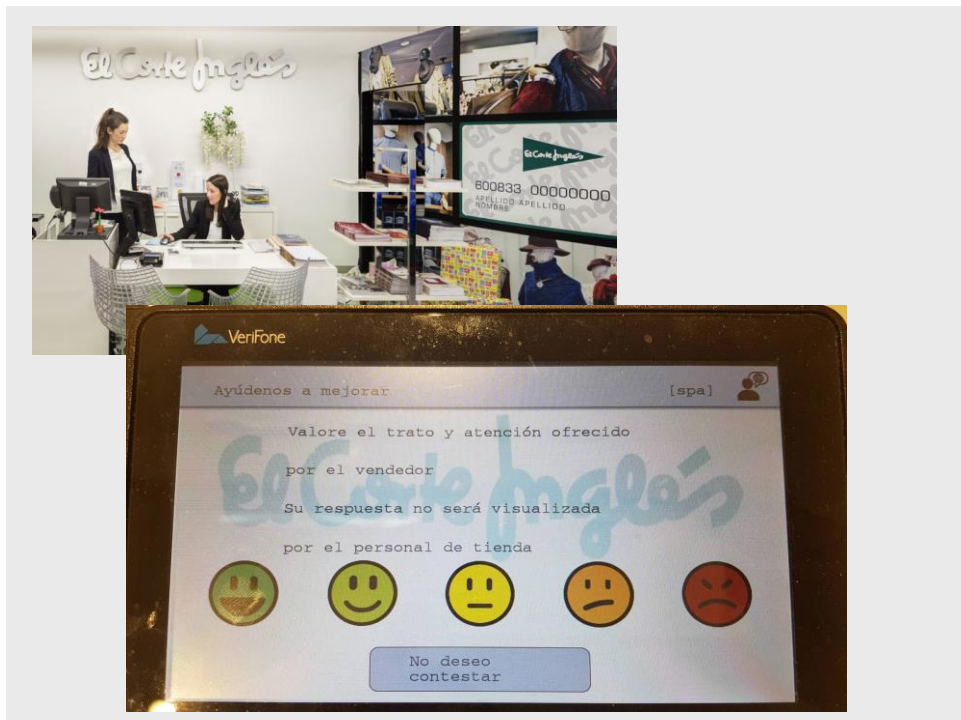 El Corte Inglés
El Corte Inglés
600833 00000000
APELLIDO APELLIDO
NOMBRE
VeriFone
Ayúdenos a mejorar [spa]
El Corte Inglés
Valore el trato y atención ofrecido
por el vendedor
Su respuesta no será visualizada
por el personal de tienda
No deseo
contestar